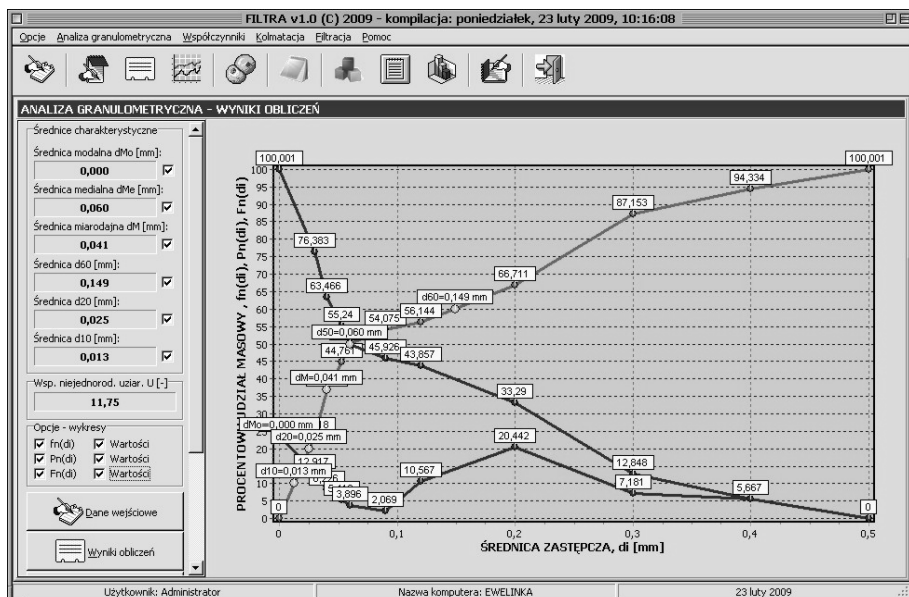 FILTRA v1.0 (C) 2009 - kompilacja: poniedziałek, 23 luty 2009, 10:16:08
Opcje Analiza granulometryczna Współczynniki Kolmatacja Filtracja Pomoc
ANALIZA GRANULOMETRYCZNA - WYNIKI OBLICZEŃ
Średnice charakterystyczne
Średnica modalna dMo [mm]:
0,000
Średnica medialna dMe [mm]:
0,060
Średnica miarodajna dM [mm]:
0,041
Średnica d60 [mm]:
0,149
Średnica d20 [mm]:
0,025
Średnica d10 [mm]:
0,013
Wsp. niejednorod. uziar. U [-]
11,75
Opcje - wykresy
fn(di) Wartości
Pn(di) Wartości
Fn(di) Wartości
Dane wejściowe
Wyniki obliczeń
PROCENTOWY UDZIAŁ MASOWY , fn(di), Pn(di), Fn(di)
100
95
90
85
80
75
70
65
60
55
50
45
40
35
30
25
20
15
10
5
0
100,001 100,001
94,334
87,153
76,383
66,711
63,466
d60=0,149 mm
55,24 54,075 56,144
d50=0,060 mm
44,761 45,926 43,857
dM=0,041 mm
33,29
dMo=0,000 mm
d20=0,025 mm
20,442
12,917
d10=0,013 mm
10,567
12,848
7,181
5,667
3,896
2,069
0 0
0 0,1 0,2 0,3 0,4 0,5
ŚREDNICA ZASTĘPCZA, di [mm]
Użytkownik: Administrator Nazwa komputera: EWELINKA 23 luty 2009